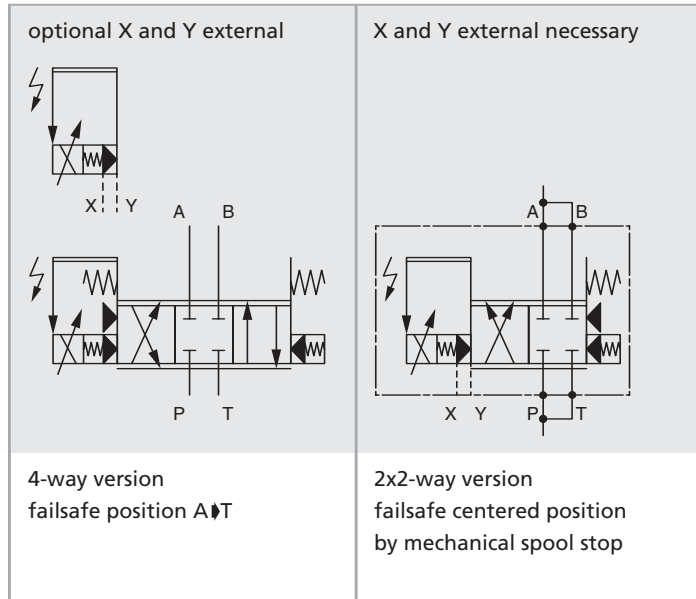 optional X and Y external
X Y
A B
P T
4-way version
failsafe position A➧T
X and Y external necessary
A B
X Y P T
2x2-way version
failsafe centered position
by mechanical spool stop